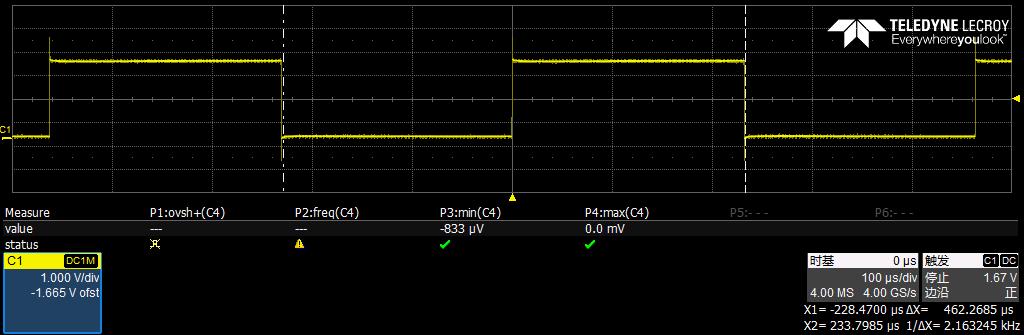 TELEDYNE LECROY
Everywhereyoulook™
C1
Measure P1:ovsh+(C4) P2:freq(C4) P3:min(C4) P4:max(C4) P5:- - - P6:- - -
value --- --- -833 µV 0.0 mV
status
C1 DC1M
1.000 V/div
-1.665 V ofst
时基 0 µs
100 µs/div
4.00 MS 4.00 GS/s
触发 C1 DC
停止 1.67 V
边沿 正
X1= -228.4700 µs ΔX= 462.2685 µs
X2= 233.7985 µs 1/ΔX= 2.163245 kHz